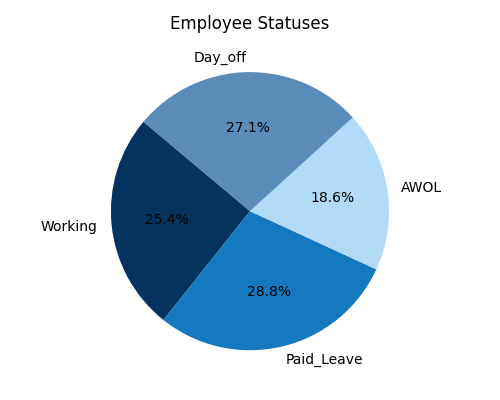 Employee Statuses
Day_off
27.1%
AWOL
18.6%
Working
25.4%
28.8%
Paid_Leave